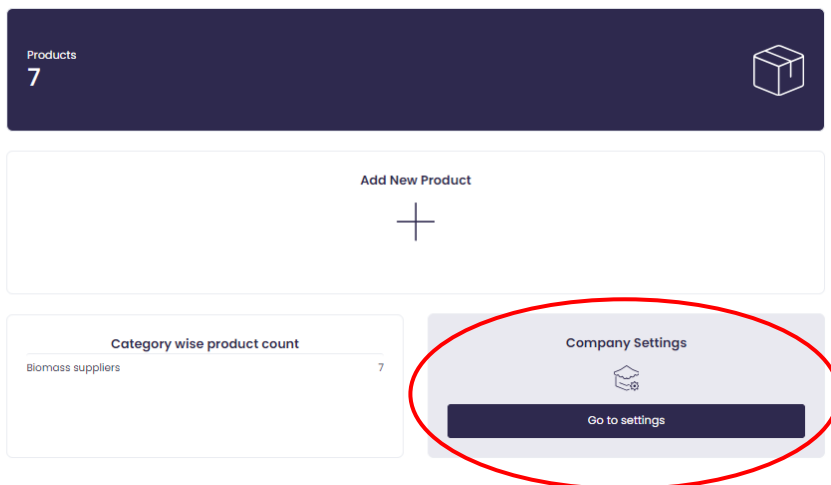 Products
7
Add New Product
Category wise product count
Biomass suppliers 7
Company Settings
Go to settings